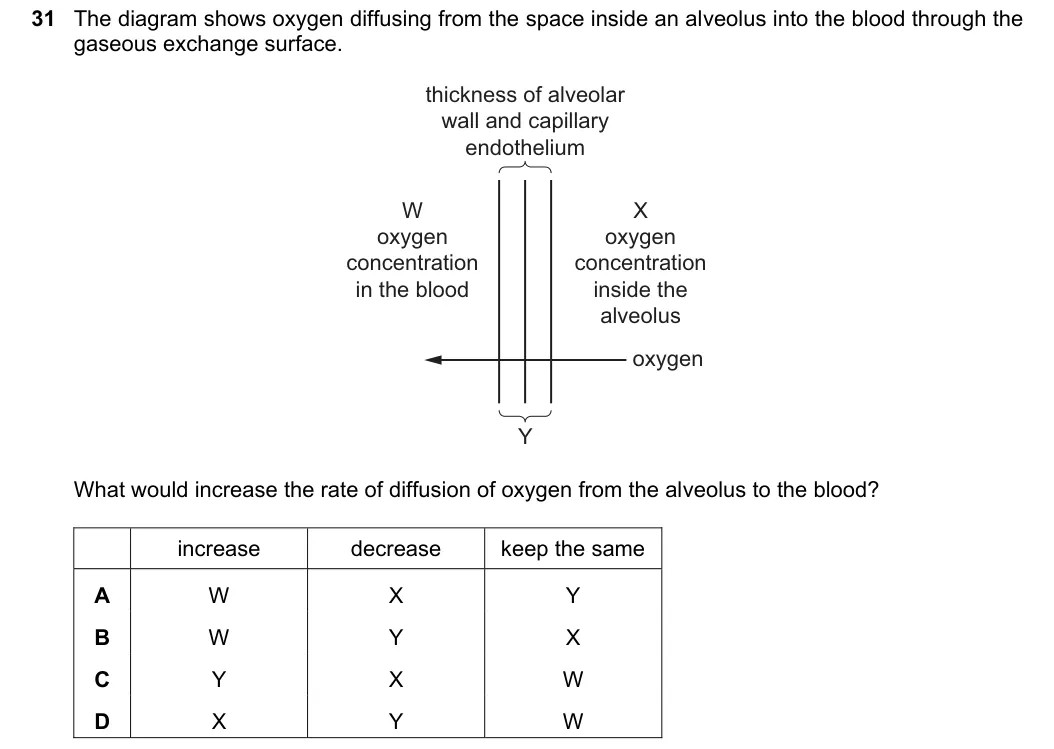 31 The diagram shows oxygen diffusing from the space inside an alveolus into the blood through the
gaseous exchange surface.
thickness of alveolar
wall and capillary
endothelium
W
oxygen
concentration
in the blood
X
oxygen
concentration
inside the
alveolus
oxygen
Y
What would increase the rate of diffusion of oxygen from the alveolus to the blood?
increase decrease keep the same
A W X Y
B W Y X
C Y X W
D X Y W